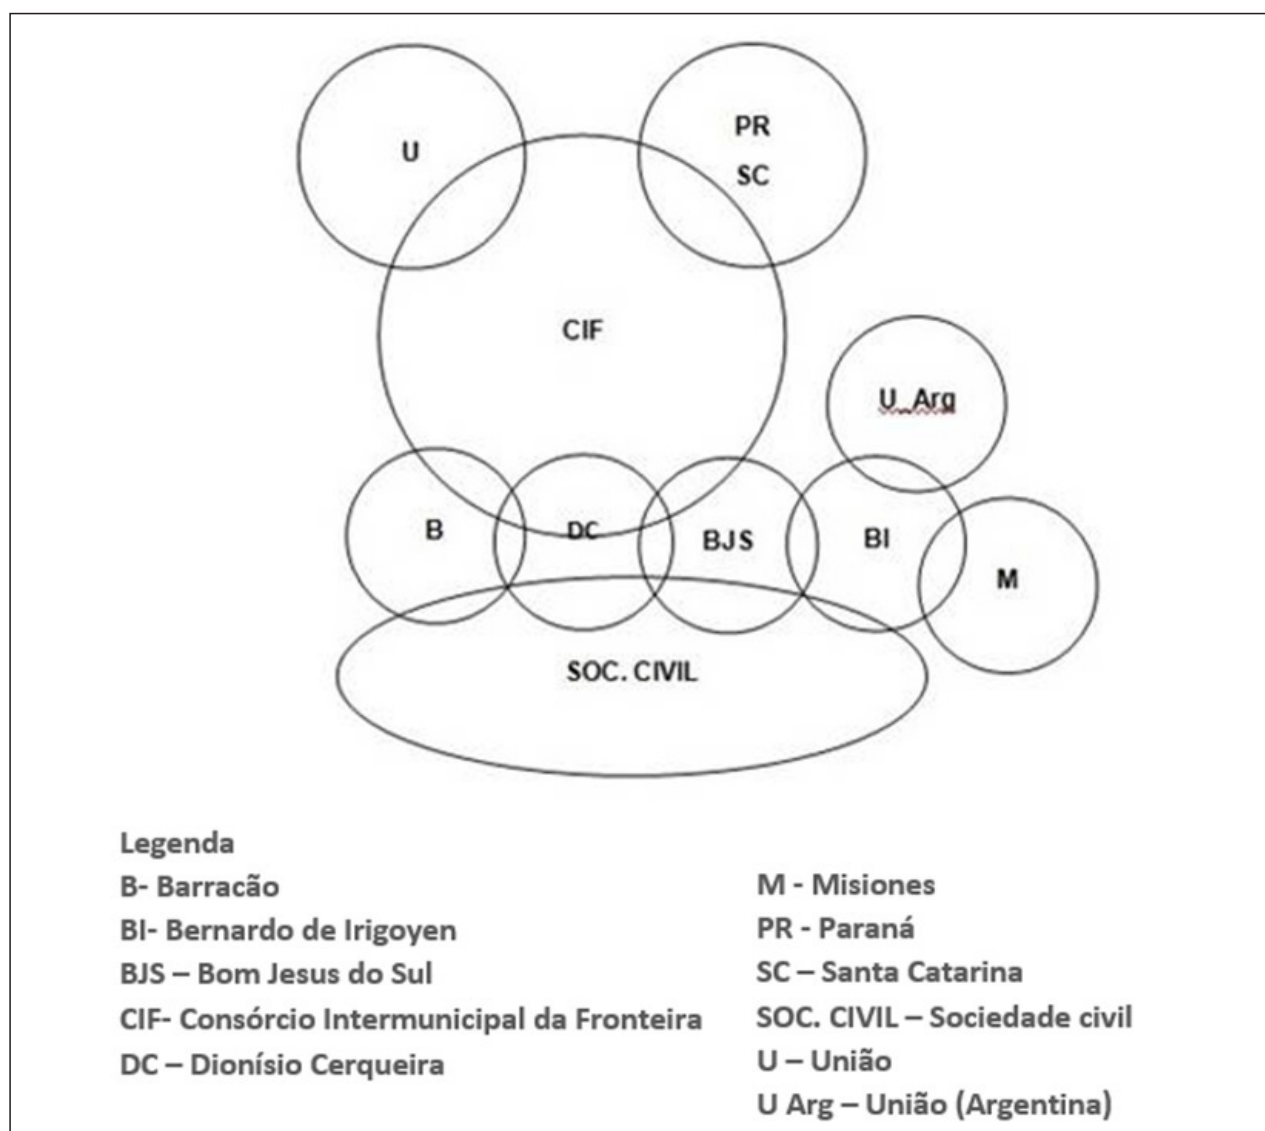 U
PR
SC
CIF
U Arg
B
DC
BJS
BI
M
SOC. CIVIL
Legenda
B- Barracão
BI- Bernardo de Irigoyen
BJS – Bom Jesus do Sul
CIF- Consórcio Intermunicipal da Fronteira
DC – Dionísio Cerqueira
M - Misiones
PR - Paraná
SC – Santa Catarina
SOC. CIVIL – Sociedade civil
U – União
U Arg – União (Argentina)